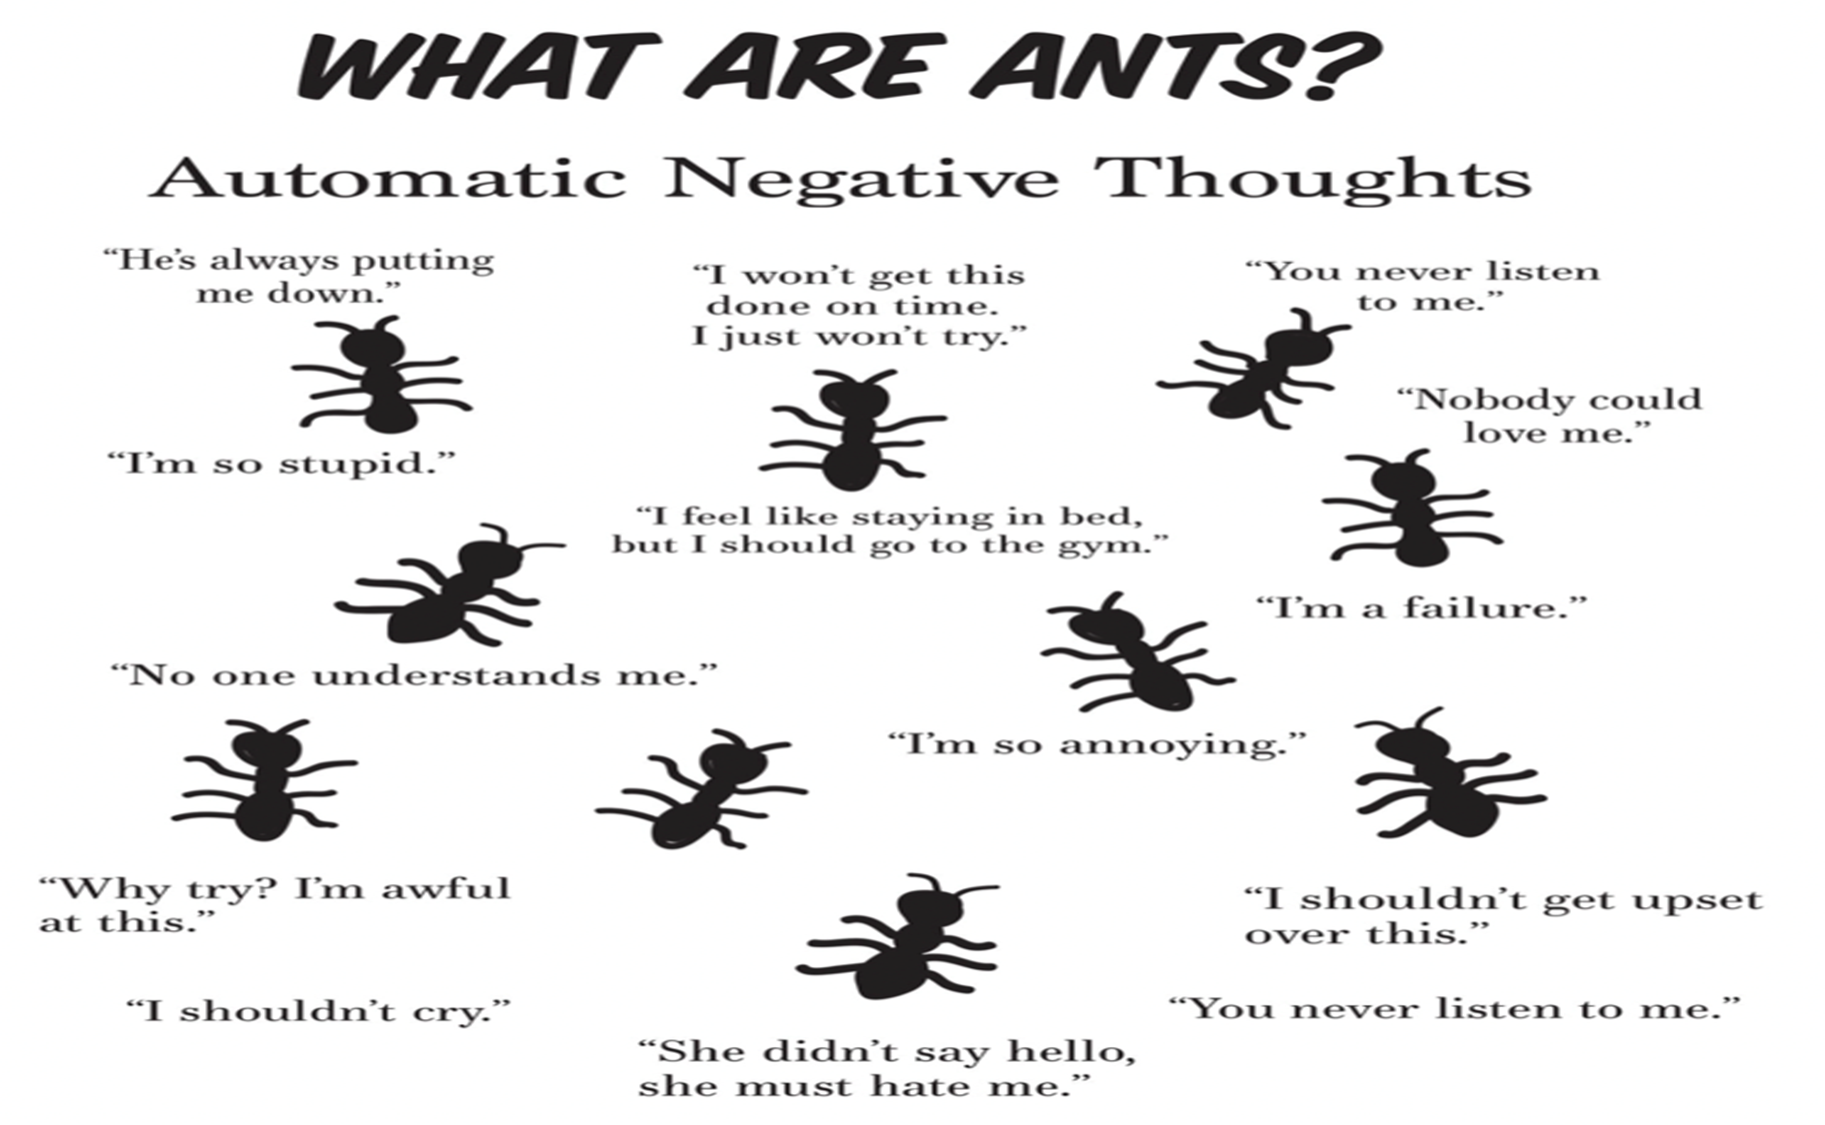 WHAT ARE ANTS?
Automatic Negative Thoughts
“He’s always putting
me down.”
“I won’t get this
done on time.
I just won’t try.”
“You never listen
to me.”
“Nobody could
love me.”
“I’m so stupid.”
“I feel like staying in bed,
but I should go to the gym.”
“I’m a failure.”
“No one understands me.”
“I’m so annoying.”
“Why try? I’m awful
at this.”
“I shouldn’t get upset
over this.”
“I shouldn’t cry.”
“You never listen to me.”
“She didn’t say hello,
she must hate me.”